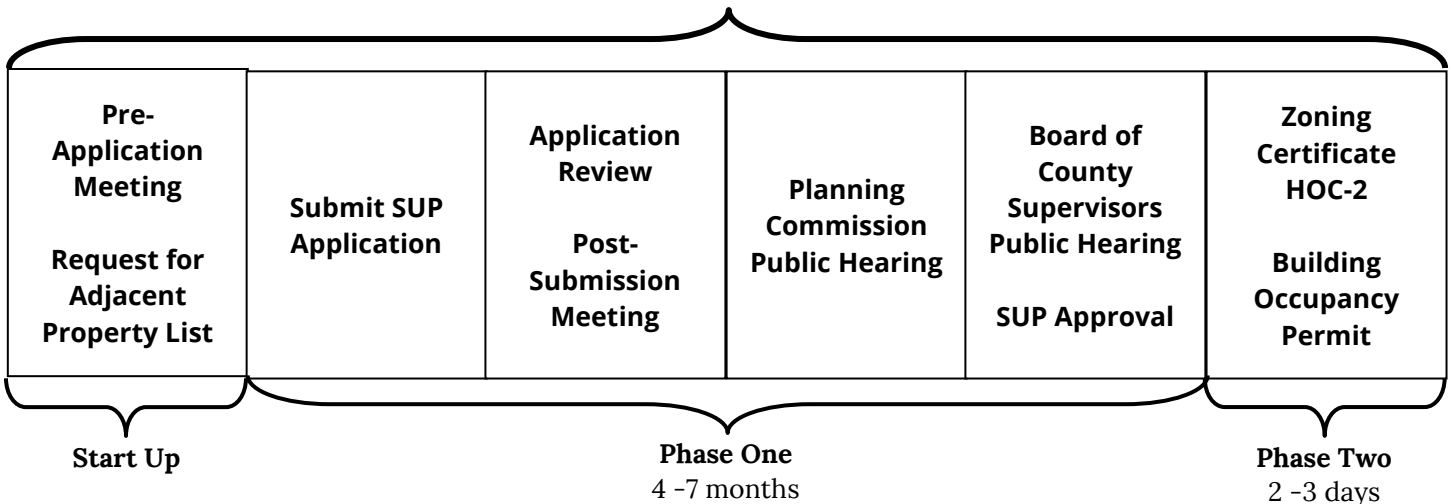 Pre-
Application
Meeting
Request for
Adjacent
Property List
Submit SUP
Application
Application
Review
Post-
Submission
Meeting
Planning
Commission
Public Hearing
Board of
County
Supervisors
Public Hearing
SUP Approval
Zoning
Certificate
HOC-2
Building
Occupancy
Permit
Start Up
Phase One
4 -7 months
Phase Two
2 -3 days